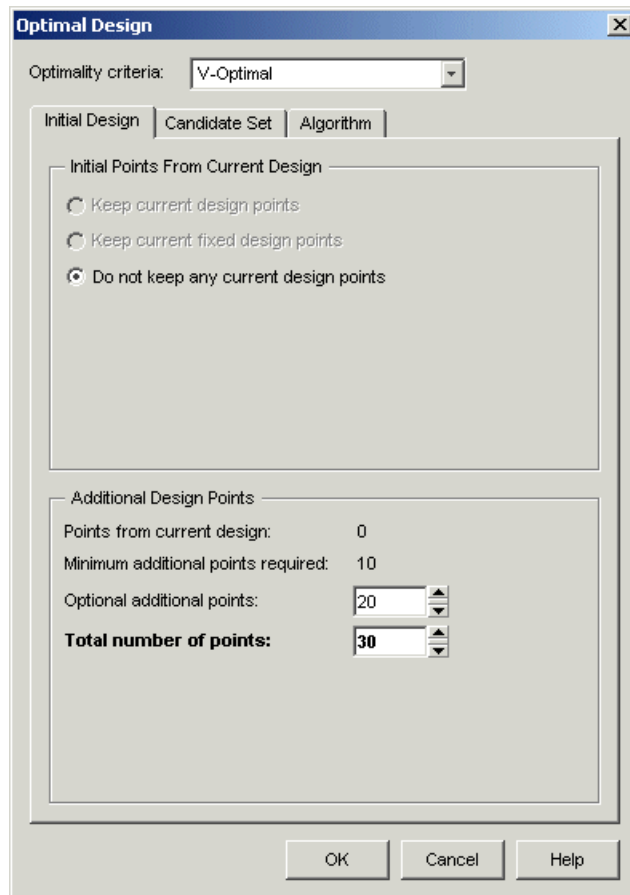 Optimal Design
Optimality criteria: V-Optimal
Initial Design Candidate Set Algorithm
Initial Points From Current Design
Keep current design points
Keep current fixed design points
Do not keep any current design points
Additional Design Points
Points from current design: 0
Minimum additional points required: 10
Optional additional points: 20
Total number of points: 30
OK Cancel Help